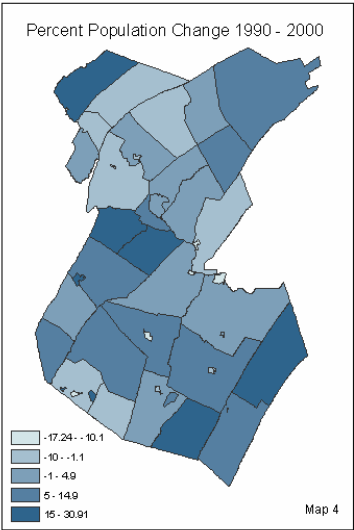 Percent Population Change 1990 - 2000
-17.24 - -10.1
-10 - -1.1
-1 - 4.9
5 - 14.9
15 - 30.91
Map 4